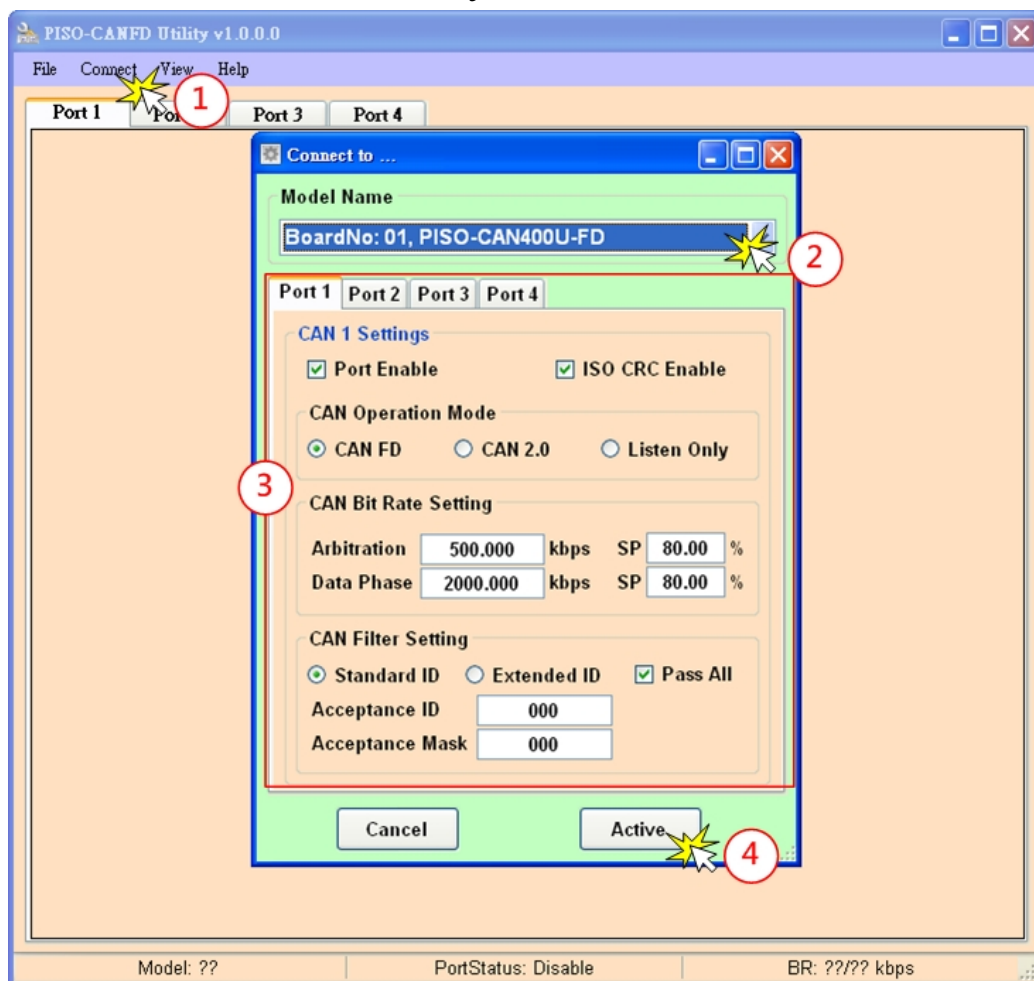 PISO-CANFD Utility v1.0.0.0
File Connect View Help
1
Port 1 Port 3 Port 4
Connect to ...
Model Name
BoardNo: 01, PISO-CAN400U-FD
2
Port 1 Port 2 Port 3 Port 4
CAN 1 Settings
Port Enable ISO CRC Enable
CAN Operation Mode
CAN FD CAN 2.0 Listen Only
3
CAN Bit Rate Setting
Arbitration 500.000 kbps SP 80.00 %
Data Phase 2000.000 kbps SP 80.00 %
CAN Filter Setting
Standard ID Extended ID Pass All
Acceptance ID 000
Acceptance Mask 000
Cancel Active
4
Model: ?? PortStatus: Disable BR: ??/?? kbps